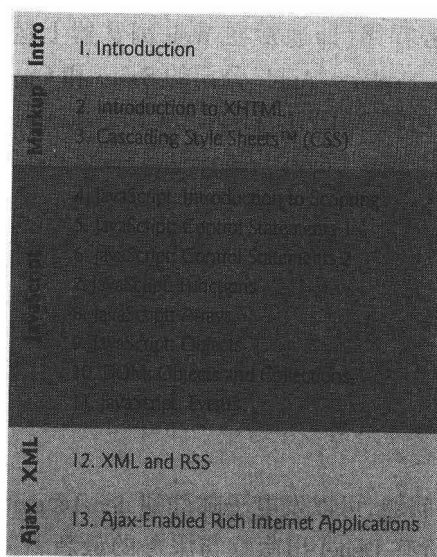 Intro
1. Introduction
Markup
2. Introduction to XHTML
3. Cascading Style Sheets™ (CSS)
JavaScript
4. JavaScript: Introduction to Scripting
5. JavaScript: Control Statements 1
6. JavaScript: Control Statements 2
7. JavaScript: Functions
8. JavaScript: Arrays
9. JavaScript: Objects
10. DOM: Objects and Collections
11. JavaScript: Events
XML
12. XML and RSS
Ajax
13. Ajax-Enabled Rich Internet Applications